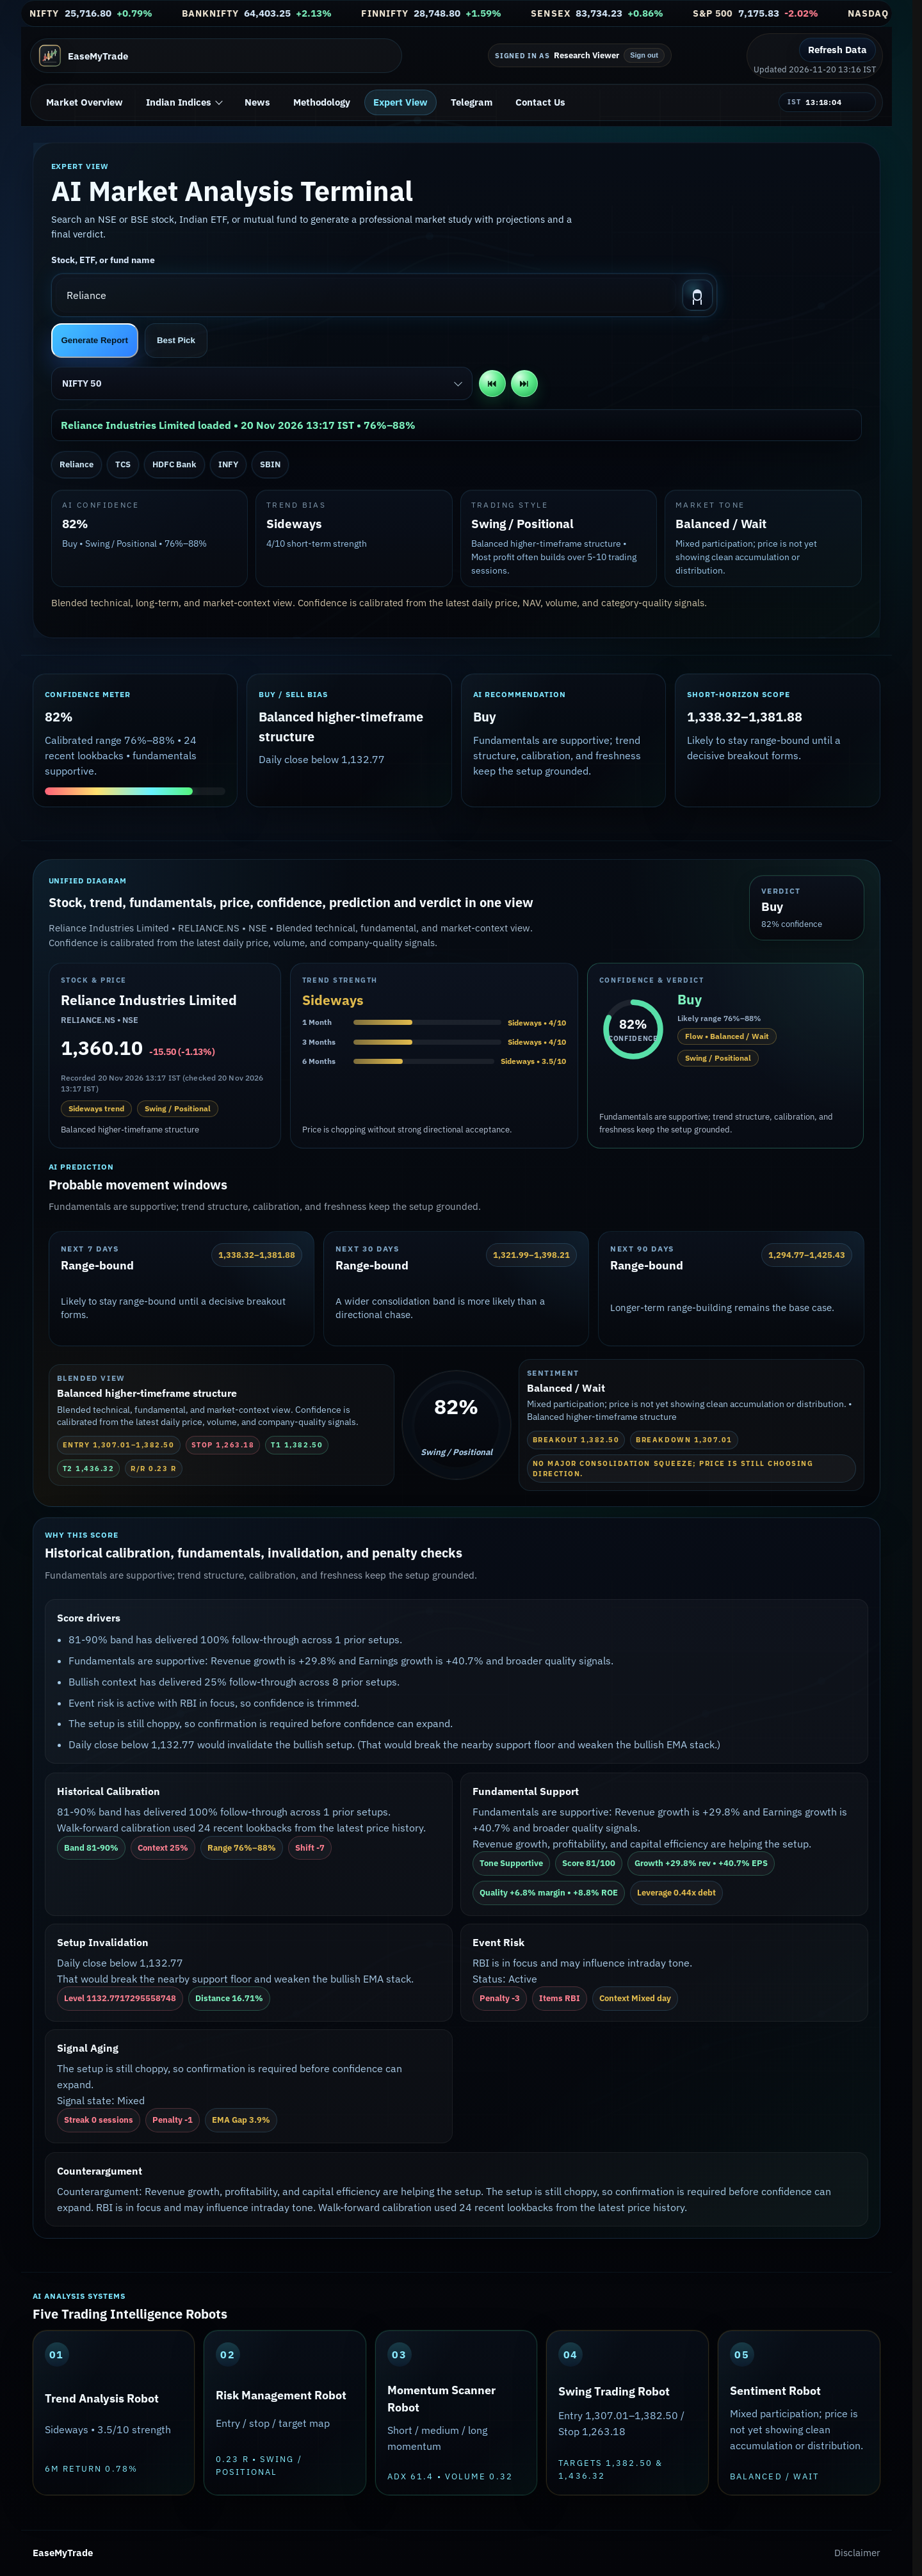 NIFTY 25,716.80 +0.79% BANKNIFTY 64,403.25 +2.13% FINNIFTY 28,748.80 +1.59% SENSEX 83,734.23 +0.86% S&P 500 7,175.83 -2.02% NASDAQ
EaseMyTrade
SIGNED IN AS Research Viewer Sign out
Refresh Data
Updated 2026-11-20 13:16 IST
Market Overview Indian Indices News Methodology Expert View Telegram Contact Us IST 13:18:04
EXPERT VIEW
AI Market Analysis Terminal
Search an NSE or BSE stock, Indian ETF, or mutual fund to generate a professional market study with projections and a
final verdict.
Stock, ETF, or fund name
Reliance
Generate Report Best Pick
NIFTY 50
Reliance Industries Limited loaded • 20 Nov 2026 13:17 IST • 76%–88%
Reliance TCS HDFC Bank INFY SBIN
AI CONFIDENCE
82%
Buy • Swing / Positional • 76%–88%
TREND BIAS
Sideways
4/10 short-term strength
TRADING STYLE
Swing / Positional
Balanced higher-timeframe structure •
Most profit often builds over 5-10 trading
sessions.
MARKET TONE
Balanced / Wait
Mixed participation; price is not yet
showing clean accumulation or
distribution.
Blended technical, long-term, and market-context view. Confidence is calibrated from the latest daily price, NAV, volume, and category-quality signals.
CONFIDENCE METER
82%
Calibrated range 76%–88% • 24
recent lookbacks • fundamentals
supportive.
BUY / SELL BIAS
Balanced higher-timeframe
structure
Daily close below 1,132.77
AI RECOMMENDATION
Buy
Fundamentals are supportive; trend
structure, calibration, and freshness
keep the setup grounded.
SHORT-HORIZON SCOPE
1,338.32–1,381.88
Likely to stay range-bound until a
decisive breakout forms.
UNIFIED DIAGRAM
Stock, trend, fundamentals, price, confidence, prediction and verdict in one view
Reliance Industries Limited • RELIANCE.NS • NSE • Blended technical, fundamental, and market-context view.
Confidence is calibrated from the latest daily price, volume, and company-quality signals.
VERDICT
Buy
82% confidence
STOCK & PRICE
Reliance Industries Limited
RELIANCE.NS • NSE
1,360.10 -15.50 (-1.13%)
Recorded 20 Nov 2026 13:17 IST (checked 20 Nov 2026
13:17 IST)
Sideways trend Swing / Positional
Balanced higher-timeframe structure
TREND STRENGTH
Sideways
1 Month Sideways • 4/10
3 Months Sideways • 4/10
6 Months Sideways • 3.5/10
Price is chopping without strong directional acceptance.
CONFIDENCE & VERDICT
82%
CONFIDENCE
Buy
Likely range 76%–88%
Flow • Balanced / Wait
Swing / Positional
Fundamentals are supportive; trend structure, calibration, and
freshness keep the setup grounded.
AI PREDICTION
Probable movement windows
Fundamentals are supportive; trend structure, calibration, and freshness keep the setup grounded.
NEXT 7 DAYS
Range-bound
1,338.32–1,381.88
Likely to stay range-bound until a decisive breakout
forms.
NEXT 30 DAYS
Range-bound
1,321.99–1,398.21
A wider consolidation band is more likely than a
directional chase.
NEXT 90 DAYS
Range-bound
1,294.77–1,425.43
Longer-term range-building remains the base case.
BLENDED VIEW
Balanced higher-timeframe structure
Blended technical, fundamental, and market-context view. Confidence is
calibrated from the latest daily price, volume, and company-quality signals.
ENTRY 1,307.01–1,382.50 STOP 1,263.18 T1 1,382.50
T2 1,436.32 R/R 0.23 R
82%
Swing / Positional
SENTIMENT
Balanced / Wait
Mixed participation; price is not yet showing clean accumulation or distribution. •
Balanced higher-timeframe structure
BREAKOUT 1,382.50 BREAKDOWN 1,307.01
NO MAJOR CONSOLIDATION SQUEEZE; PRICE IS STILL CHOOSING
DIRECTION.
WHY THIS SCORE
Historical calibration, fundamentals, invalidation, and penalty checks
Fundamentals are supportive; trend structure, calibration, and freshness keep the setup grounded.
Score drivers
• 81-90% band has delivered 100% follow-through across 1 prior setups.
• Fundamentals are supportive: Revenue growth is +29.8% and Earnings growth is +40.7% and broader quality signals.
• Bullish context has delivered 25% follow-through across 8 prior setups.
• Event risk is active with RBI in focus, so confidence is trimmed.
• The setup is still choppy, so confirmation is required before confidence can expand.
• Daily close below 1,132.77 would invalidate the bullish setup. (That would break the nearby support floor and weaken the bullish EMA stack.)
Historical Calibration
81-90% band has delivered 100% follow-through across 1 prior setups.
Walk-forward calibration used 24 recent lookbacks from the latest price history.
Band 81-90% Context 25% Range 76%–88% Shift -7
Fundamental Support
Fundamentals are supportive: Revenue growth is +29.8% and Earnings growth is
+40.7% and broader quality signals.
Revenue growth, profitability, and capital efficiency are helping the setup.
Tone Supportive Score 81/100 Growth +29.8% rev • +40.7% EPS
Quality +6.8% margin • +8.8% ROE Leverage 0.44x debt
Setup Invalidation
Daily close below 1,132.77
That would break the nearby support floor and weaken the bullish EMA stack.
Level 1132.7717295558748 Distance 16.71%
Event Risk
RBI is in focus and may influence intraday tone.
Status: Active
Penalty -3 Items RBI Context Mixed day
Signal Aging
The setup is still choppy, so confirmation is required before confidence can
expand.
Signal state: Mixed
Streak 0 sessions Penalty -1 EMA Gap 3.9%
Counterargument
Counterargument: Revenue growth, profitability, and capital efficiency are helping the setup. The setup is still choppy, so confirmation is required before confidence can
expand. RBI is in focus and may influence intraday tone. Walk-forward calibration used 24 recent lookbacks from the latest price history.
AI ANALYSIS SYSTEMS
Five Trading Intelligence Robots
01
Trend Analysis Robot
Sideways • 3.5/10 strength
6M RETURN 0.78%
02
Risk Management Robot
Entry / stop / target map
0.23 R • SWING /
POSITIONAL
03
Momentum Scanner
Robot
Short / medium / long
momentum
ADX 61.4 • VOLUME 0.32
04
Swing Trading Robot
Entry 1,307.01–1,382.50 /
Stop 1,263.18
TARGETS 1,382.50 &
1,436.32
05
Sentiment Robot
Mixed participation; price is
not yet showing clean
accumulation or distribution.
BALANCED / WAIT
EaseMyTrade Disclaimer